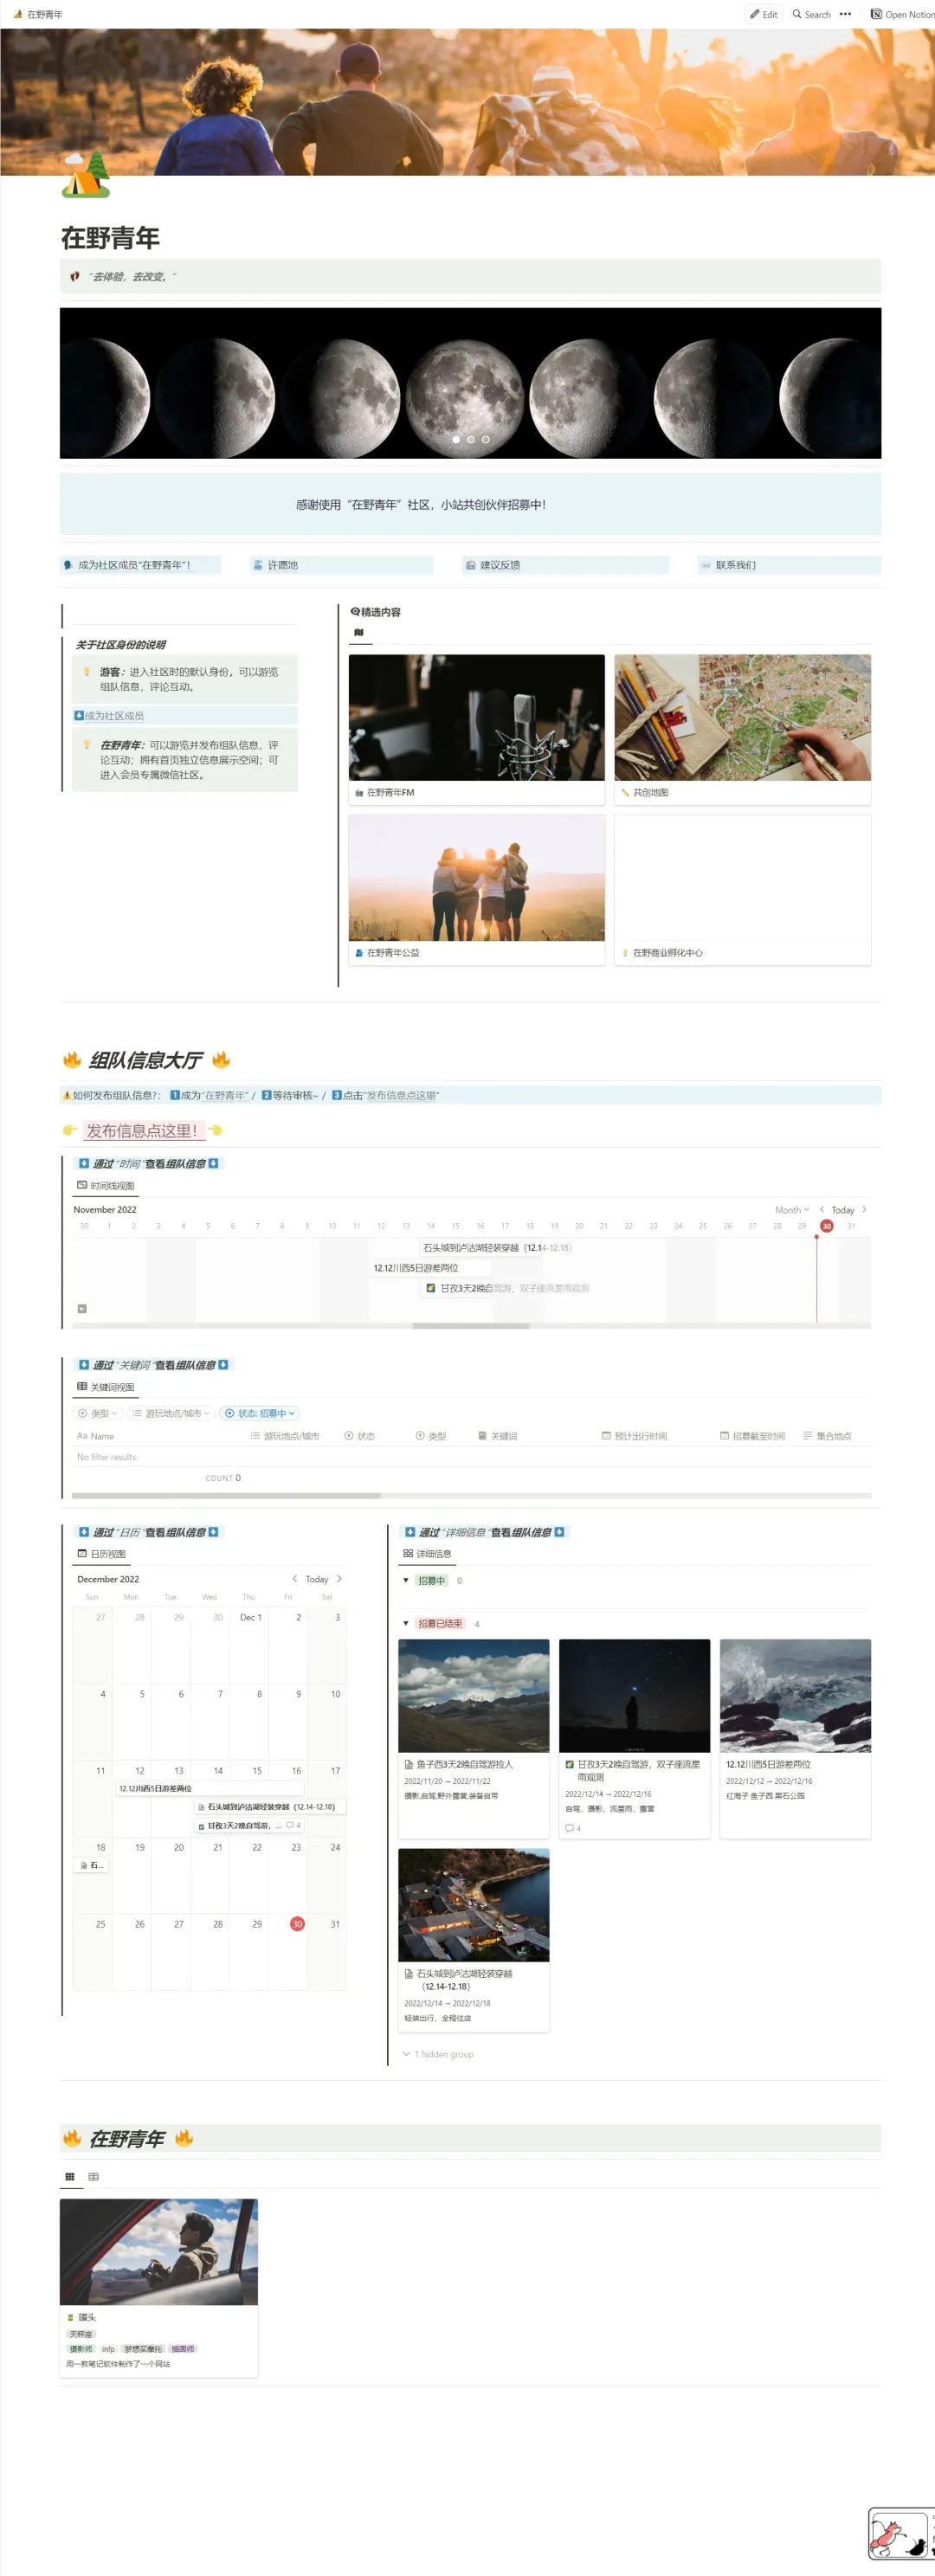 在野青年
Edit Search ••• Open Notion
在野青年
“去体验，去改变。”
感谢使用“在野青年”社区，小站共创伙伴招募中！
成为社区成员“在野青年”！
许愿池
建议反馈
联系我们
关于社区身份的说明
游客：进入社区时的默认身份，可以游览
组队信息，评论互动。
成为社区成员
在野青年：可以游览并发布组队信息，评
论互动；拥有首页独立信息展示空间；可
进入会员专属微信社区。
精选内容
在野青年FM
共创地图
在野青年公益
在野商业孵化中心
组队信息大厅
如何发布组队信息?： 1成为“在野青年” / 2等待审核~ / 3点击“发布信息点这里”
发布信息点这里！
通过“时间”查看组队信息
时间线视图
November 2022 Month Today
30 1 2 3 4 5 6 7 8 9 10 11 12 13 14 15 16 17 18 19 20 21 22 23 24 25 26 27 28 29 30 31
石头城到泸沽湖轻装穿越（12.14-12.18）
12.12川西5日游差两位
甘孜3天2晚自驾游，双子座流星雨观测
通过“关键词”查看组队信息
关键词视图
类型 游玩地点/城市 状态: 招募中
Aa Name 游玩地点/城市 状态 类型 关键词 预计出行时间 招募截至时间 集合地点
No filter results.
COUNT 0
通过“日历”查看组队信息
日历视图
December 2022 Today
Sun Mon Tue Wed Thu Fri Sat
27 28 29 30 Dec 1 2 3
4 5 6 7 8 9 10
11 12 13 14 15 16 17
12.12川西5日游差两位
石头城到泸沽湖轻装穿越（12.14-12.18）
甘孜3天2晚自驾游，... 4
18 19 20 21 22 23 24
石...
25 26 27 28 29 30 31
通过“详细信息”查看组队信息
详细信息
招募中 0
招募已结束 4
鱼子西3天2晚自驾游捡人
2022/11/20 → 2022/11/22
摄影,自驾,野外露营,装备自带
甘孜3天2晚自驾游，双子座流星
雨观测
2022/12/14 → 2022/12/16
自驾，摄影，流星雨，露营
4
12.12川西5日游差两位
2022/12/12 → 2022/12/16
红海子 鱼子西 黑石公园
石头城到泸沽湖轻装穿越
（12.14-12.18）
2022/12/14 → 2022/12/18
轻装出行，全程住店
1 hidden group
在野青年
罐头
天秤座
摄影师 intp 梦想买摩托 插画师
用一款笔记软件制作了一个网站